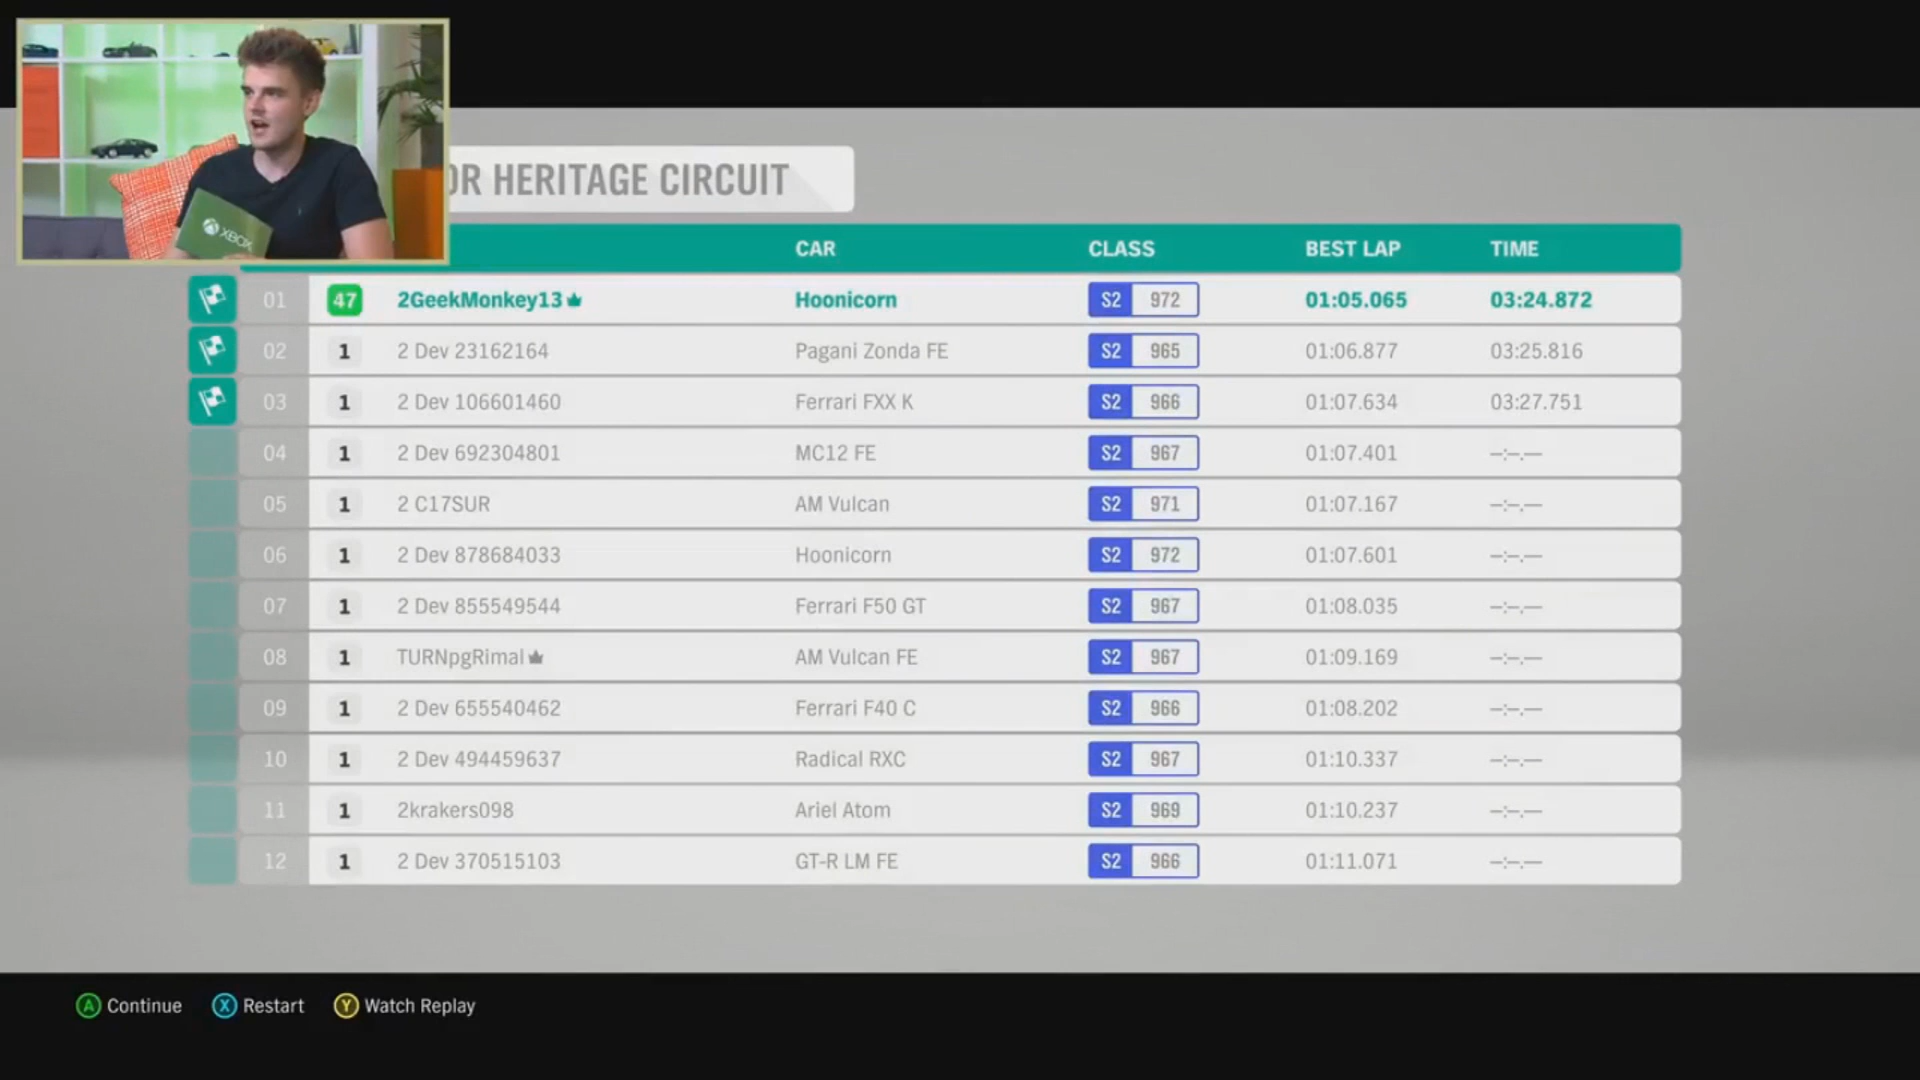 XBOX
OR HERITAGE CIRCUIT
CAR CLASS BEST LAP TIME
01 47 2GeekMonkey13 Hoonicorn S2 972 01:05.065 03:24.872
02 1 2 Dev 23162164 Pagani Zonda FE S2 965 01:06.877 03:25.816
03 1 2 Dev 106601460 Ferrari FXX K S2 966 01:07.634 03:27.751
04 1 2 Dev 692304801 MC12 FE S2 967 01:07.401 --:--.---
05 1 2 C17SUR AM Vulcan S2 971 01:07.167 --:--.---
06 1 2 Dev 878684033 Hoonicorn S2 972 01:07.601 --:--.---
07 1 2 Dev 855549544 Ferrari F50 GT S2 967 01:08.035 --:--.---
08 1 TURNpgRimal AM Vulcan FE S2 967 01:09.169 --:--.---
09 1 2 Dev 655540462 Ferrari F40 C S2 966 01:08.202 --:--.---
10 1 2 Dev 494459637 Radical RXC S2 967 01:10.337 --:--.---
11 1 2krakers098 Ariel Atom S2 969 01:10.237 --:--.---
12 1 2 Dev 370515103 GT-R LM FE S2 966 01:11.071 --:--.---
A Continue X Restart Y Watch Replay